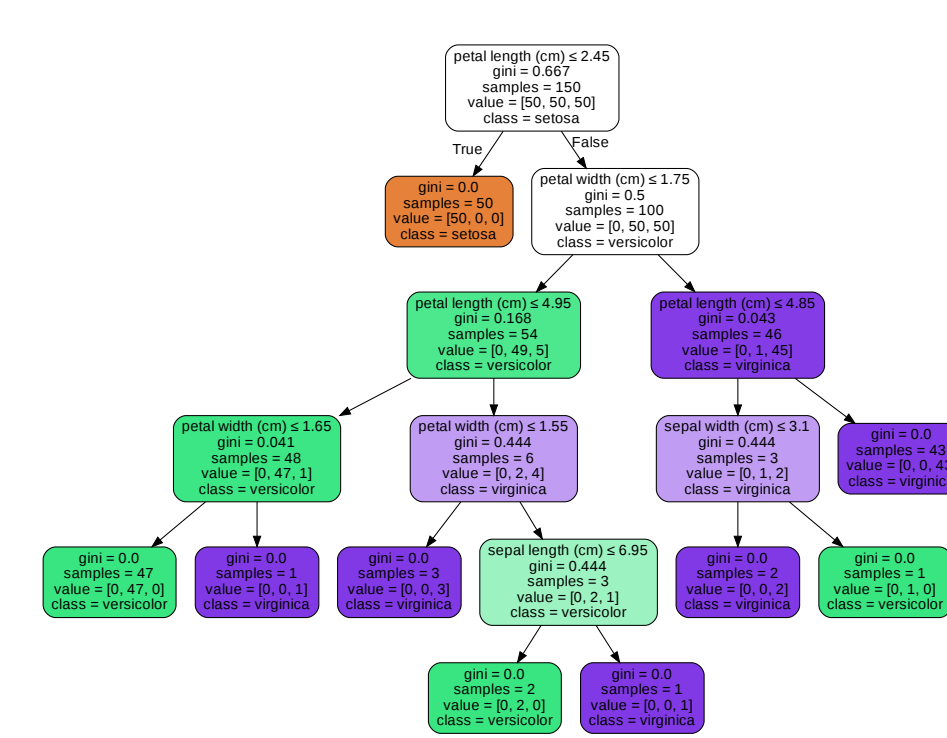 petal length (cm) ≤ 2.45
gini = 0.667
samples = 150
value = [50, 50, 50]
class = setosa
True
False
gini = 0.0
samples = 50
value = [50, 0, 0]
class = setosa
petal width (cm) ≤ 1.75
gini = 0.5
samples = 100
value = [0, 50, 50]
class = versicolor
petal length (cm) ≤ 4.95
gini = 0.168
samples = 54
value = [0, 49, 5]
class = versicolor
petal length (cm) ≤ 4.85
gini = 0.043
samples = 46
value = [0, 1, 45]
class = virginica
petal width (cm) ≤ 1.65
gini = 0.041
samples = 48
value = [0, 47, 1]
class = versicolor
petal width (cm) ≤ 1.55
gini = 0.444
samples = 6
value = [0, 2, 4]
class = virginica
sepal width (cm) ≤ 3.1
gini = 0.444
samples = 3
value = [0, 1, 2]
class = virginica
gini = 0.0
samples = 43
value = [0, 0,
class =
gini = 0.0
samples = 47
value = [0, 47, 0]
class = versicolor
gini = 0.0
samples = 1
value = [0, 0, 1]
class = virginica
gini = 0.0
samples = 3
value = [0, 0, 3]
class = virginica
sepal length (cm) ≤ 6.95
gini = 0.444
samples = 3
value = [0, 2, 1]
class = versicolor
gini = 0.0
samples = 2
value = [0, 0, 2]
class = virginica
gini = 0.0
samples = 1
value = [0, 1, 0]
class = versicolor
gini = 0.0
samples = 2
value = [0, 2, 0]
class = versicolor
gini = 0.0
samples = 1
value = [0, 0, 1]
class = virginica